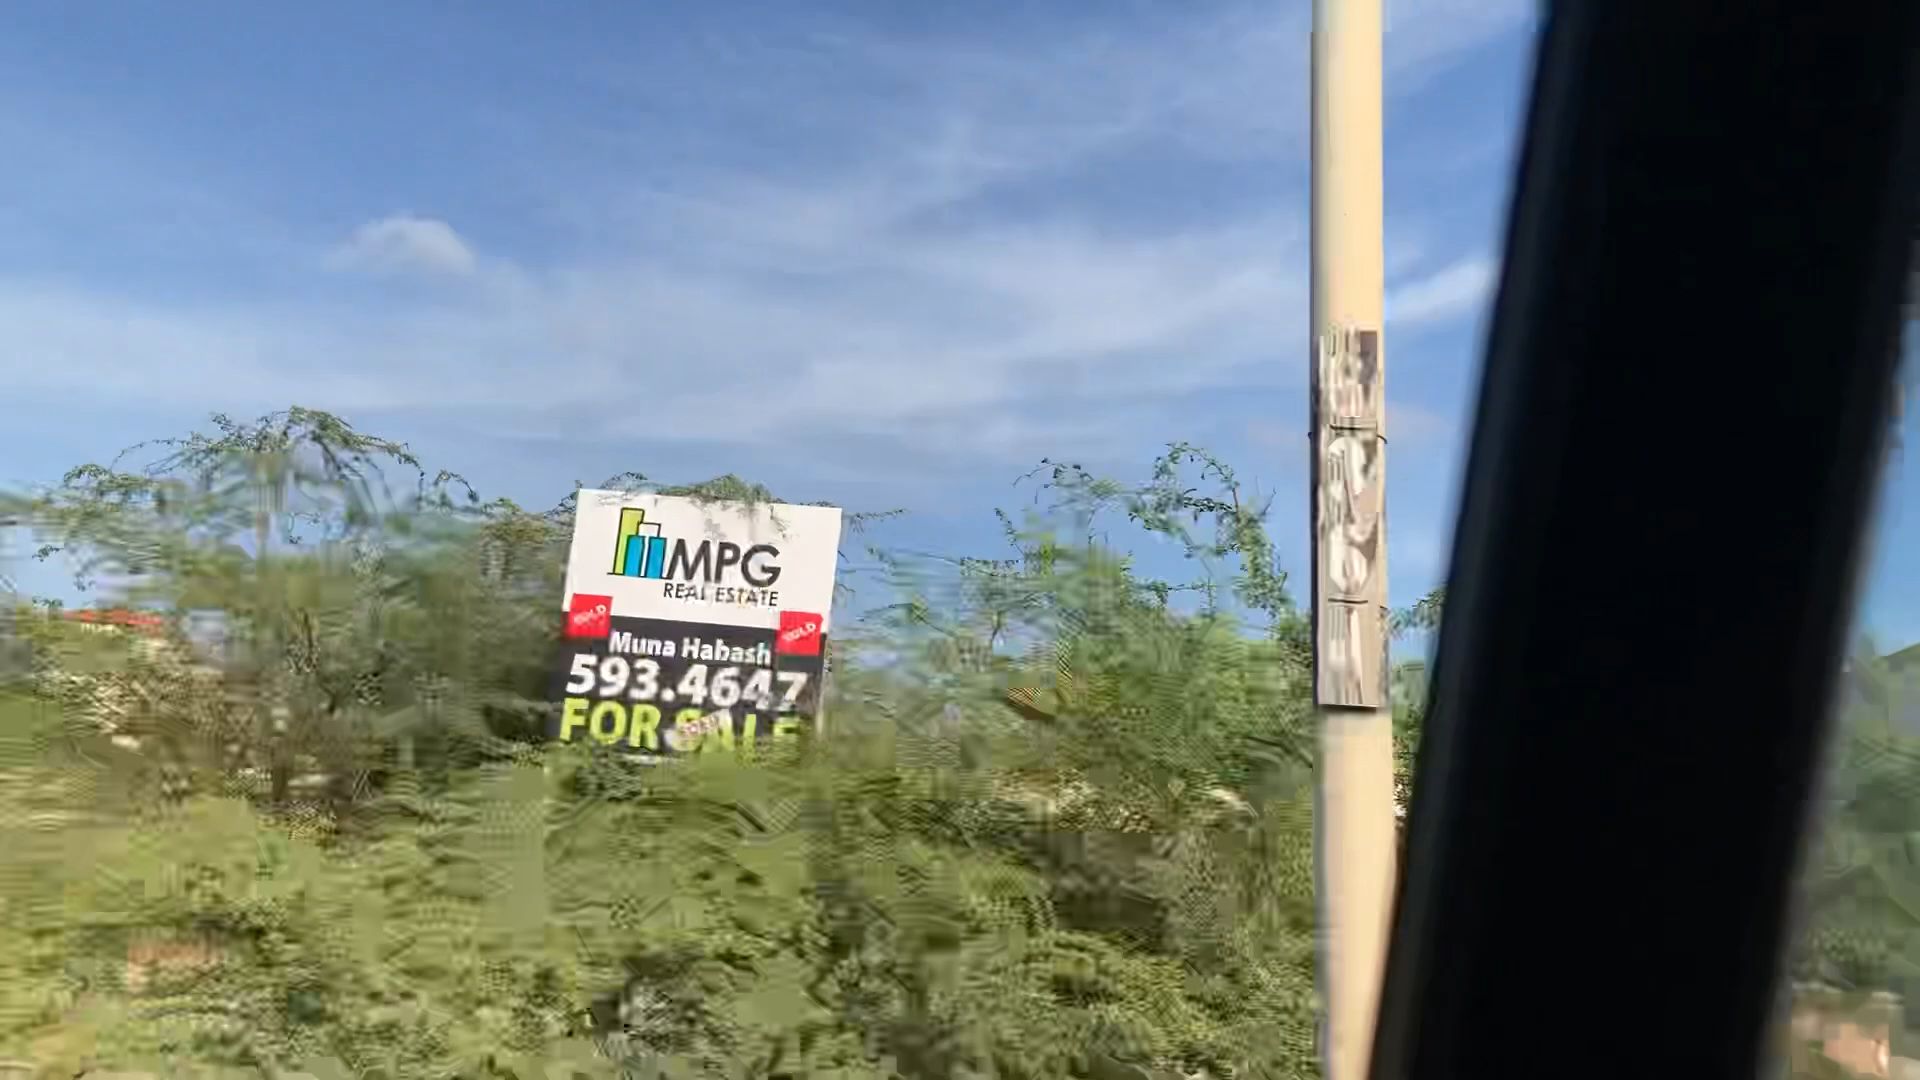 MPG
REAL ESTATE
SOLD
SOLD
Muna Habash
593.4647
FOR SALE